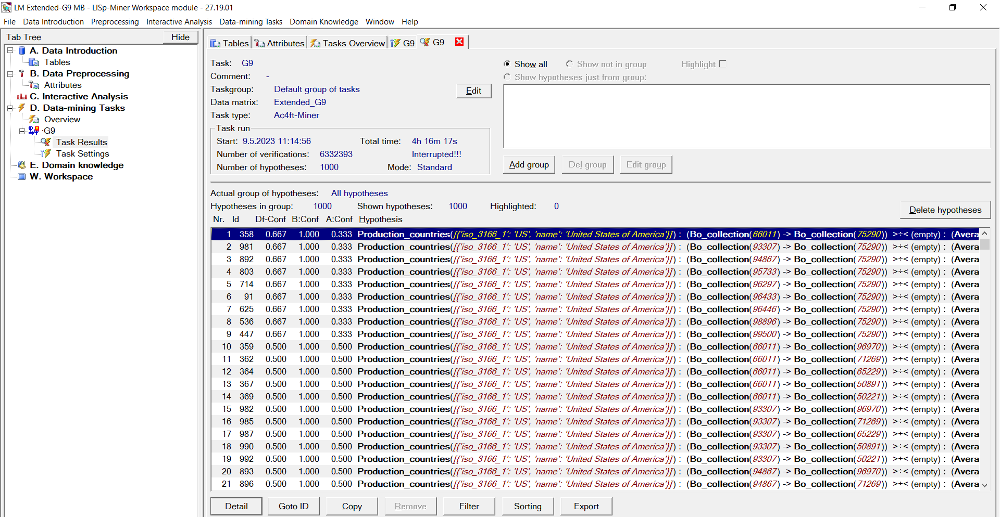 LM Extended-G9 MB - LISp-Miner Workspace module - 27.19.01
File Data Introduction Preprocessing Interactive Analysis Data-mining Tasks Domain Knowledge Window Help
Tab Tree Hide
A. Data Introduction
Tables
B. Data Preprocessing
Attributes
C. Interactive Analysis
D. Data-mining Tasks
Overview
·G9
Task Results
Task Settings
E. Domain knowledge
W. Workspace
Tables Attributes Tasks Overview G9 G9
Task: G9
Comment: -
Taskgroup: Default group of tasks
Edit
Data matrix: Extended_G9
Task type: Ac4ft-Miner
Task run
Start: 9.5.2023 11:14:56 Total time: 4h 16m 17s
Number of verifications: 6332393 Interrupted!!!
Number of hypotheses: 1000 Mode: Standard
Show all Show not in group Highlight
Show hypotheses just from group:
Add group Del group Edit group
Actual group of hypotheses: All hypotheses
Hypotheses in group: 1000 Shown hypotheses: 1000 Highlighted: 0
Delete hypotheses
Nr. Id Df-Conf B:Conf A:Conf Hypothesis
1 358 0.667 1.000 0.333 Production_countries([{'iso_3166_1': 'US', 'name': 'United States of America'}]) : (Bo_collection(66011) -> Bo_collection(75290)) >÷< (empty) : (Avera
2 981 0.667 1.000 0.333 Production_countries([{'iso_3166_1': 'US', 'name': 'United States of America'}]) : (Bo_collection(93307) -> Bo_collection(75290)) >÷< (empty) : (Avera
3 892 0.667 1.000 0.333 Production_countries([{'iso_3166_1': 'US', 'name': 'United States of America'}]) : (Bo_collection(94867) -> Bo_collection(75290)) >÷< (empty) : (Avera
4 803 0.667 1.000 0.333 Production_countries([{'iso_3166_1': 'US', 'name': 'United States of America'}]) : (Bo_collection(95733) -> Bo_collection(75290)) >÷< (empty) : (Avera
5 714 0.667 1.000 0.333 Production_countries([{'iso_3166_1': 'US', 'name': 'United States of America'}]) : (Bo_collection(96297) -> Bo_collection(75290)) >÷< (empty) : (Avera
6 91 0.667 1.000 0.333 Production_countries([{'iso_3166_1': 'US', 'name': 'United States of America'}]) : (Bo_collection(96433) -> Bo_collection(75290)) >÷< (empty) : (Avera
7 625 0.667 1.000 0.333 Production_countries([{'iso_3166_1': 'US', 'name': 'United States of America'}]) : (Bo_collection(96446) -> Bo_collection(75290)) >÷< (empty) : (Avera
8 536 0.667 1.000 0.333 Production_countries([{'iso_3166_1': 'US', 'name': 'United States of America'}]) : (Bo_collection(98896) -> Bo_collection(75290)) >÷< (empty) : (Avera
9 447 0.667 1.000 0.333 Production_countries([{'iso_3166_1': 'US', 'name': 'United States of America'}]) : (Bo_collection(99500) -> Bo_collection(75290)) >÷< (empty) : (Avera
10 359 0.500 1.000 0.500 Production_countries([{'iso_3166_1': 'US', 'name': 'United States of America'}]) : (Bo_collection(66011) -> Bo_collection(96970)) >÷< (empty) : (Avera
11 362 0.500 1.000 0.500 Production_countries([{'iso_3166_1': 'US', 'name': 'United States of America'}]) : (Bo_collection(66011) -> Bo_collection(71269)) >÷< (empty) : (Avera
12 364 0.500 1.000 0.500 Production_countries([{'iso_3166_1': 'US', 'name': 'United States of America'}]) : (Bo_collection(66011) -> Bo_collection(65229)) >÷< (empty) : (Avera
13 367 0.500 1.000 0.500 Production_countries([{'iso_3166_1': 'US', 'name': 'United States of America'}]) : (Bo_collection(66011) -> Bo_collection(50891)) >÷< (empty) : (Avera
14 369 0.500 1.000 0.500 Production_countries([{'iso_3166_1': 'US', 'name': 'United States of America'}]) : (Bo_collection(66011) -> Bo_collection(50221)) >÷< (empty) : (Avera
15 982 0.500 1.000 0.500 Production_countries([{'iso_3166_1': 'US', 'name': 'United States of America'}]) : (Bo_collection(93307) -> Bo_collection(96970)) >÷< (empty) : (Avera
16 985 0.500 1.000 0.500 Production_countries([{'iso_3166_1': 'US', 'name': 'United States of America'}]) : (Bo_collection(93307) -> Bo_collection(71269)) >÷< (empty) : (Avera
17 987 0.500 1.000 0.500 Production_countries([{'iso_3166_1': 'US', 'name': 'United States of America'}]) : (Bo_collection(93307) -> Bo_collection(65229)) >÷< (empty) : (Avera
18 990 0.500 1.000 0.500 Production_countries([{'iso_3166_1': 'US', 'name': 'United States of America'}]) : (Bo_collection(93307) -> Bo_collection(50891)) >÷< (empty) : (Avera
19 992 0.500 1.000 0.500 Production_countries([{'iso_3166_1': 'US', 'name': 'United States of America'}]) : (Bo_collection(93307) -> Bo_collection(50221)) >÷< (empty) : (Avera
20 893 0.500 1.000 0.500 Production_countries([{'iso_3166_1': 'US', 'name': 'United States of America'}]) : (Bo_collection(94867) -> Bo_collection(96970)) >÷< (empty) : (Avera
21 896 0.500 1.000 0.500 Production_countries([{'iso_3166_1': 'US', 'name': 'United States of America'}]) : (Bo_collection(94867) -> Bo_collection(71269)) >÷< (empty) : (Avera
Detail Goto ID Copy Remove Filter Sorting Export